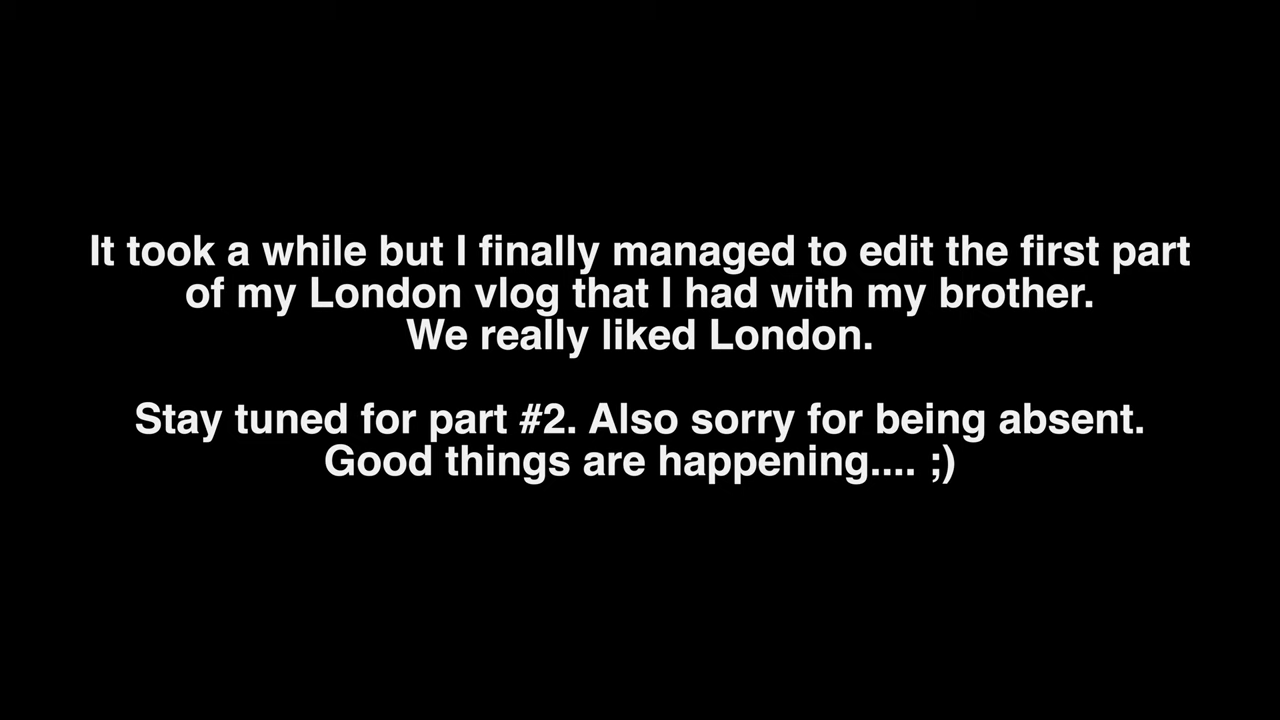 It took a while but I finally managed to edit the first part
of my London vlog that I had with my brother.
We really liked London.
Stay tuned for part #2. Also sorry for being absent.
Good things are happening.... ;)